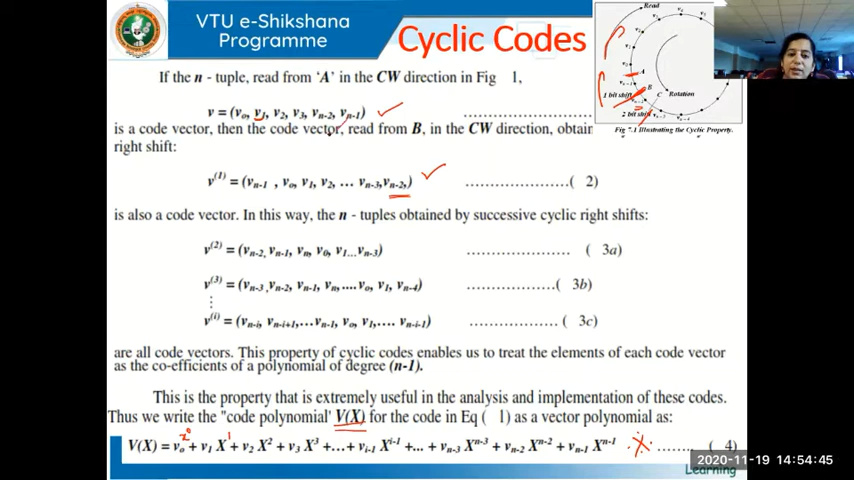 VTU e-Shikshana
Programme
Cyclic Codes
Read
A
B
C
Rotation
1 bit shift
2 bit shift
Fig 7.1 Illustrating the Cyclic Property.
If the n - tuple, read from 'A' in the CW direction in Fig 1,
v = (vo, v1, v2, v3, vn-2, vn-1) ..............................
is a code vector, then the code vector, read from B, in the CW direction, obtain
right shift:
v(1) = (vn-1 , vo, v1, v2, … vn-3,vn-2,) .....................( 2)
is also a code vector. In this way, the n - tuples obtained by successive cyclic right shifts:
v(2) = (vn-2, vn-1, vn, v0, v1…vn-3) ..................... ( 3a)
v(3) = (vn-3 ,vn-2, vn-1, vn,.... vo, v1, vn-4) ..................( 3b)
⋮
v(i) = (vn-i, vn-i+1,…vn-1, vo, v1,…. vn-i-1) .................. ( 3c)
are all code vectors. This property of cyclic codes enables us to treat the elements of each code vector
as the co-efficients of a polynomial of degree (n-1).
This is the property that is extremely useful in the analysis and implementation of these codes.
Thus we write the "code polynomial' V(X) for the code in Eq ( 1) as a vector polynomial as:
x0 1
V(X) = vo + v1 X + v2 X2 + v3 X3 +…+ vi-1 Xi-1 +... + vn-3 Xn-3 + vn-2 Xn-2 + vn-1 Xn-1 ........ ( 4)
2020-11-19 14:54:45
Learning